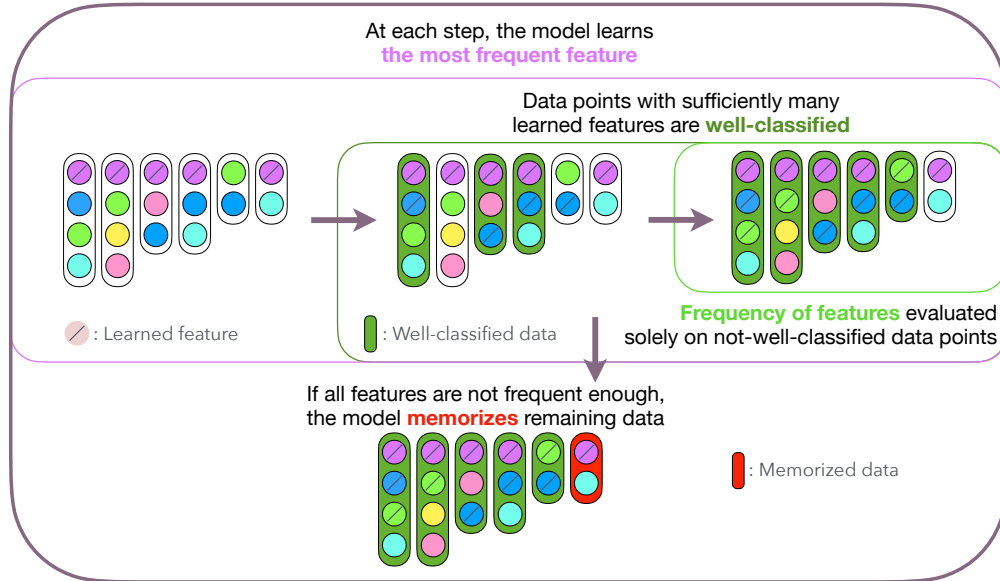 At each step, the model learns
the most frequent feature
Data points with sufficiently many
learned features are well-classified
: Learned feature
: Well-classified data
Frequency of features evaluated
solely on not-well-classified data points
If all features are not frequent enough,
the model memorizes remaining data
: Memorized data